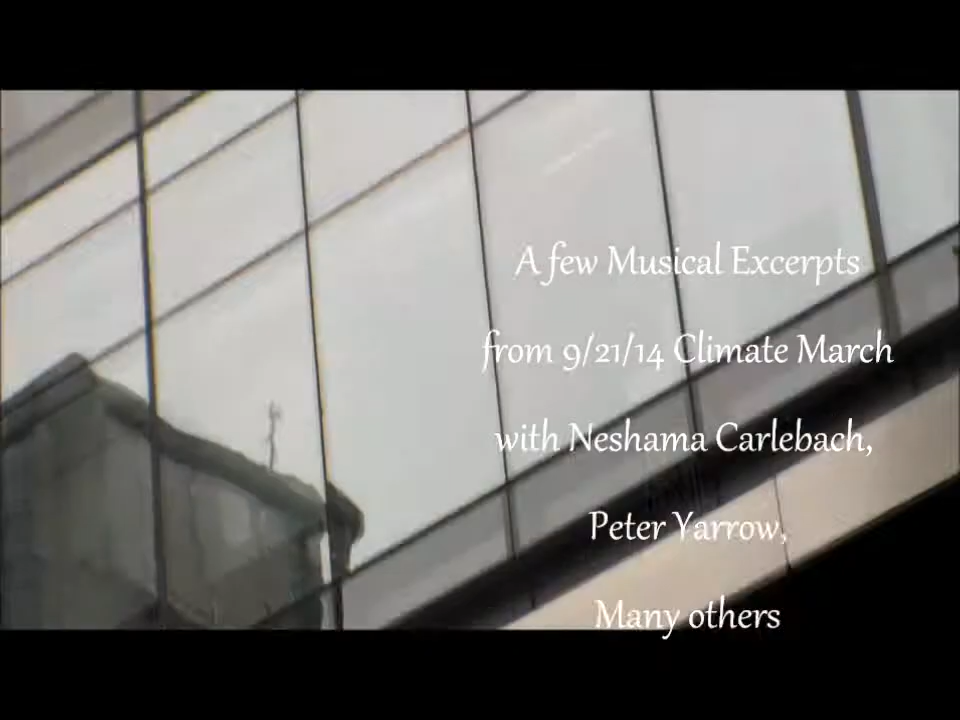 A few Musical Excerpts
from 9/21/14 Climate March
with Neshama Carlebach,
Peter Yarrow,
Many others